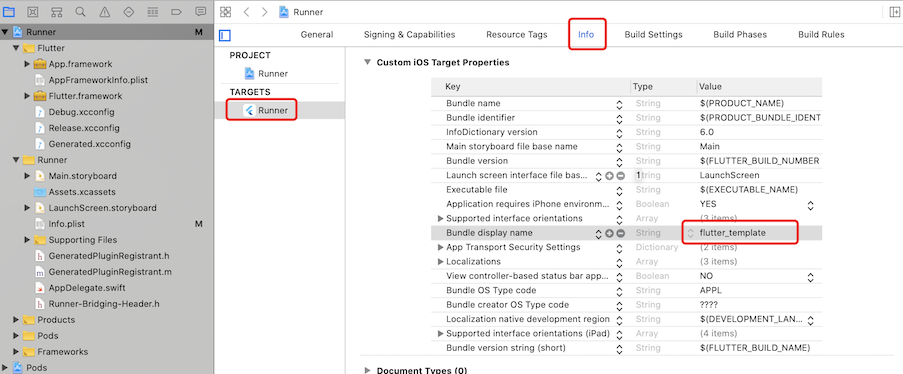 Runner
Runner M
General Signing & Capabilities Resource Tags Info Build Settings Build Phases Build Rules
Flutter
App.framework
AppFrameworkInfo.plist
Flutter.framework
Debug.xcconfig
Release.xcconfig
Generated.xcconfig
Runner
Main.storyboard
Assets.xcassets
LaunchScreen.storyboard
Info.plist M
Supporting Files
GeneratedPluginRegistrant.h
GeneratedPluginRegistrant.m
AppDelegate.swift
Runner-Bridging-Header.h
Products
Pods
Frameworks
Pods
PROJECT
Runner
TARGETS
Runner
Custom iOS Target Properties
Key Type Value
Bundle name String $(PRODUCT_NAME)
Bundle identifier String $(PRODUCT_BUNDLE_IDENT
InfoDictionary version String 6.0
Main storyboard file base name String Main
Bundle version String $(FLUTTER_BUILD_NUMBER
Launch screen interface file bas... 1 String LaunchScreen
Executable file String $(EXECUTABLE_NAME)
Application requires iPhone environm... Boolean YES
Supported interface orientations Array (3 items)
Bundle display name String flutter_template
App Transport Security Settings Dictionary (2 items)
Localizations Array (3 items)
View controller-based status bar app... Boolean NO
Bundle OS Type code String APPL
Bundle creator OS Type code String ????
Localization native development region String $(DEVELOPMENT_LAN...
Supported interface orientations (iPad) Array (4 items)
Bundle version string (short) String $(FLUTTER_BUILD_NAME)
Document Types (0)